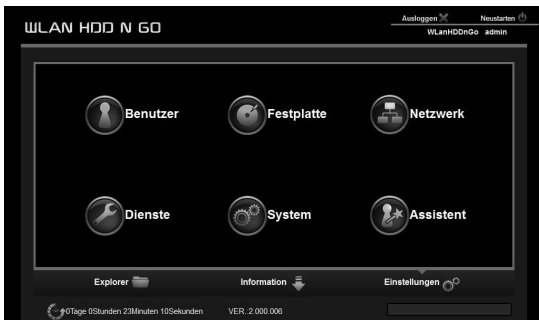 Ausloggen Neustarten
WLAN HDD N GO
WLanHDDnGo admin
Benutzer Festplatte Netzwerk
Dienste System Assistent
Explorer Information Einstellungen
0Tage 0Stunden 23Minuten 10Sekunden VER.:2.000.006